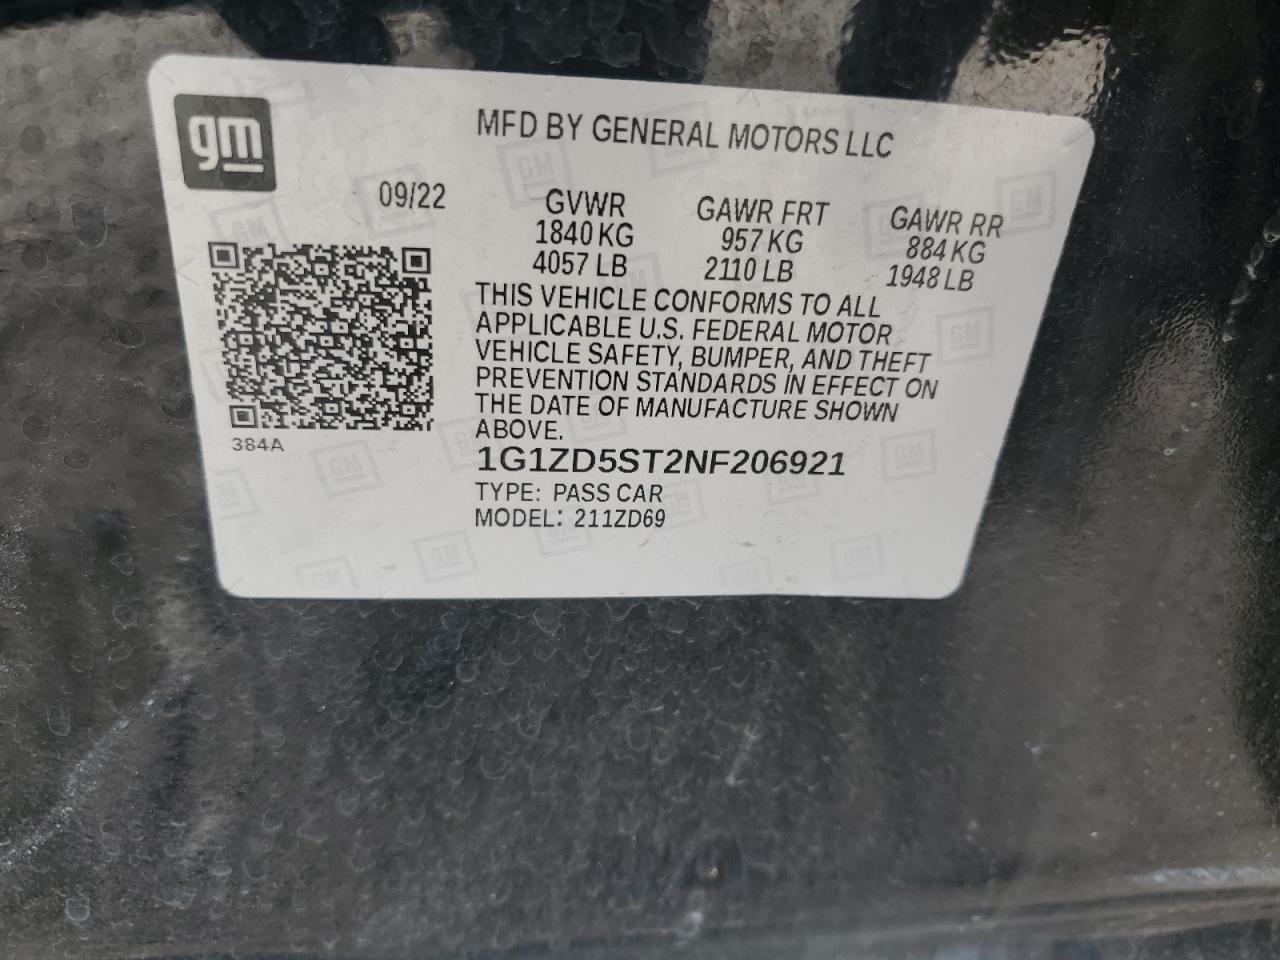 gm
MFD BY GENERAL MOTORS LLC
09/22
GVWR GAWR FRT GAWR RR
1840 KG 957 KG 884 KG
4057 LB 2110 LB 1948 LB
THIS VEHICLE CONFORMS TO ALL
APPLICABLE U.S. FEDERAL MOTOR
VEHICLE SAFETY, BUMPER, AND THEFT
PREVENTION STANDARDS IN EFFECT ON
THE DATE OF MANUFACTURE SHOWN
ABOVE.
384A
1G1ZD5ST2NF206921
TYPE: PASS CAR
MODEL: 211ZD69